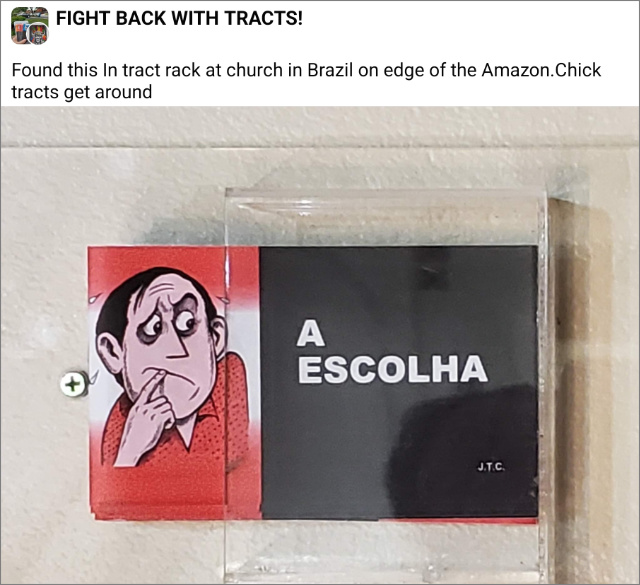 FIGHT BACK WITH TRACTS!
Found this In tract rack at church in Brazil on edge of the Amazon.Chick
tracts get around
A
ESCOLHA
J.T.C.